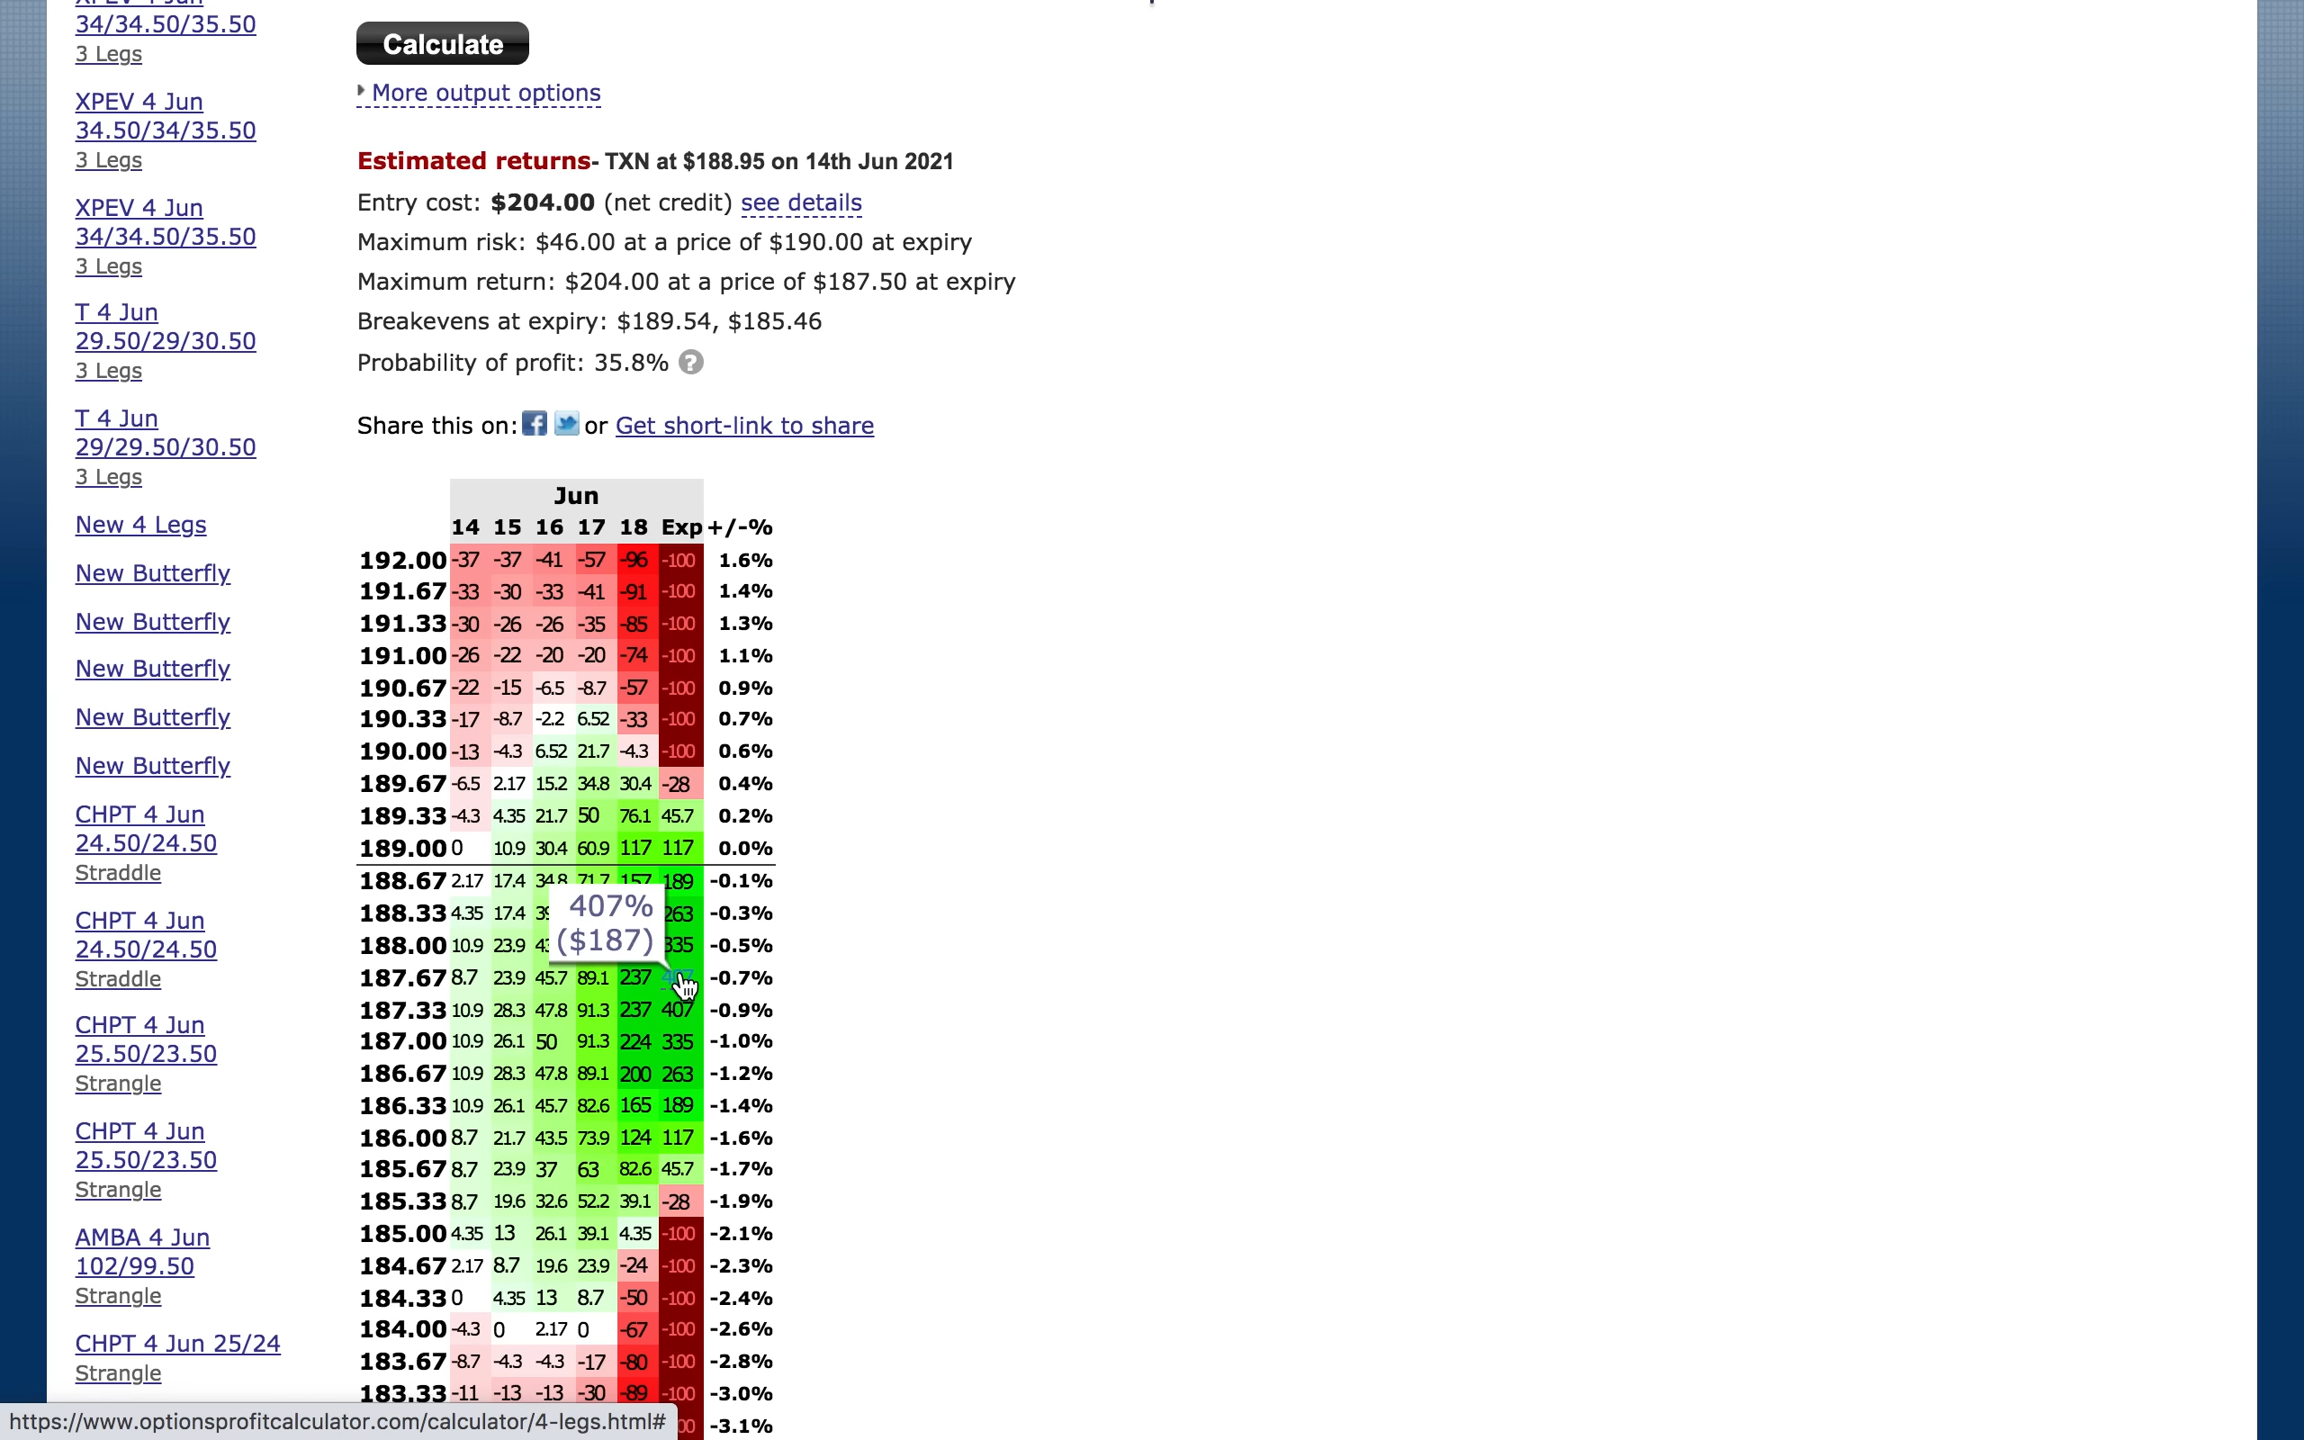 XPEV 4 Jun
34/34.50/35.50
3 Legs
XPEV 4 Jun
34.50/34/35.50
3 Legs
XPEV 4 Jun
34/34.50/35.50
3 Legs
T 4 Jun
29.50/29/30.50
3 Legs
T 4 Jun
29/29.50/30.50
3 Legs
New 4 Legs
New Butterfly
New Butterfly
New Butterfly
New Butterfly
New Butterfly
CHPT 4 Jun
24.50/24.50
Straddle
CHPT 4 Jun
24.50/24.50
Straddle
CHPT 4 Jun
25.50/23.50
Strangle
CHPT 4 Jun
25.50/23.50
Strangle
AMBA 4 Jun
102/99.50
Strangle
CHPT 4 Jun 25/24
Strangle
Calculate
More output options
Estimated returns- TXN at $188.95 on 14th Jun 2021
Entry cost: $204.00 (net credit) see details
Maximum risk: $46.00 at a price of $190.00 at expiry
Maximum return: $204.00 at a price of $187.50 at expiry
Breakevens at expiry: $189.54, $185.46
Probability of profit: 35.8% ?
Share this on: or Get short-link to share
Jun
14 15 16 17 18 Exp +/-%
192.00 -37 -37 -41 -57 -96 -100 1.6%
191.67 -33 -30 -33 -41 -91 -100 1.4%
191.33 -30 -26 -26 -35 -85 -100 1.3%
191.00 -26 -22 -20 -20 -74 -100 1.1%
190.67 -22 -15 -6.5 -8.7 -57 -100 0.9%
190.33 -17 -8.7 -2.2 6.52 -33 -100 0.7%
190.00 -13 -4.3 6.52 21.7 -4.3 -100 0.6%
189.67 -6.5 2.17 15.2 34.8 30.4 -28 0.4%
189.33 -4.3 4.35 21.7 50 76.1 45.7 0.2%
189.00 0 10.9 30.4 60.9 117 117 0.0%
188.67 2.17 17.4 34.8 71.7 157 189 -0.1%
188.33 4.35 17.4 263 -0.3%
188.00 10.9 23.9 335 -0.5%
407%
($187)
187.67 8.7 23.9 45.7 89.1 237 -0.7%
187.33 10.9 28.3 47.8 91.3 237 407 -0.9%
187.00 10.9 26.1 50 91.3 224 335 -1.0%
186.67 10.9 28.3 47.8 89.1 200 263 -1.2%
186.33 10.9 26.1 45.7 82.6 165 189 -1.4%
186.00 8.7 21.7 43.5 73.9 124 117 -1.6%
185.67 8.7 23.9 37 63 82.6 45.7 -1.7%
185.33 8.7 19.6 32.6 52.2 39.1 -28 -1.9%
185.00 4.35 13 26.1 39.1 4.35 -100 -2.1%
184.67 2.17 8.7 19.6 23.9 -24 -100 -2.3%
184.33 0 4.35 13 8.7 -50 -100 -2.4%
184.00 -4.3 0 2.17 0 -67 -100 -2.6%
183.67 -8.7 -4.3 -4.3 -17 -80 -100 -2.8%
183.33 -11 -13 -13 -30 -89 -100 -3.0%
-3.1%
https://www.optionsprofitcalculator.com/calculator/4-legs.html#